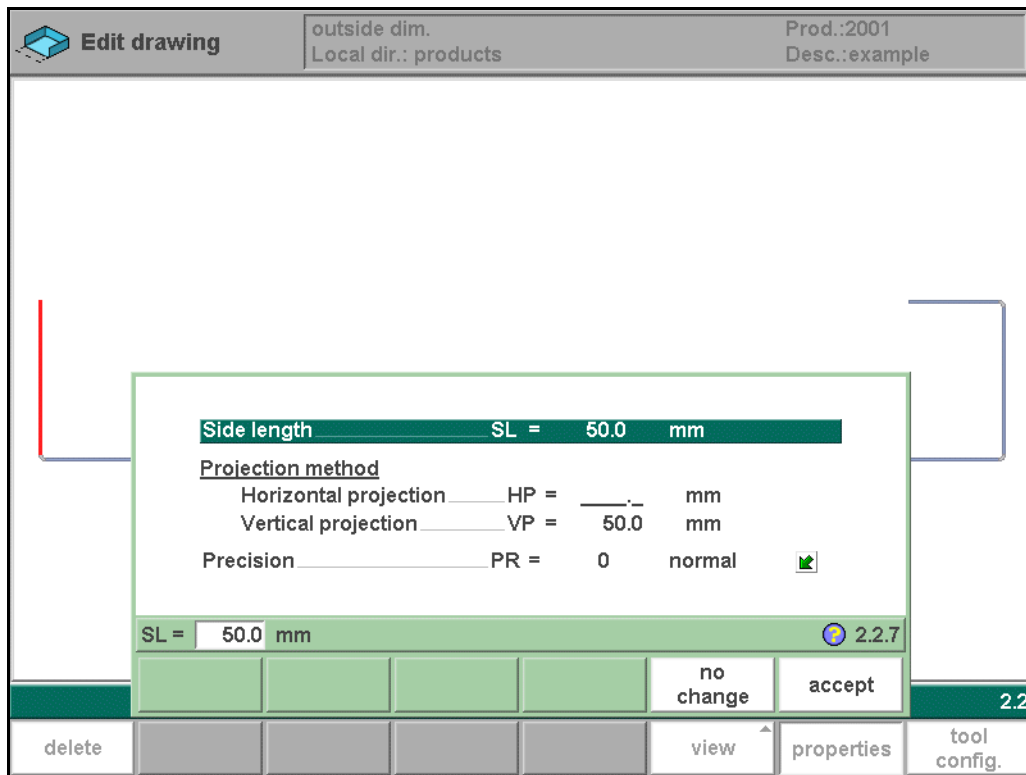 Edit drawing
outside dim.
Local dir.: products
Prod.:2001
Desc.:example
Side length SL = 50.0 mm
Projection method
Horizontal projection HP = ____._ mm
Vertical projection VP = 50.0 mm
Precision PR = 0 normal
SL = 50.0 mm
? 2.2.7
no change
accept
2.2
delete
view
properties
tool config.